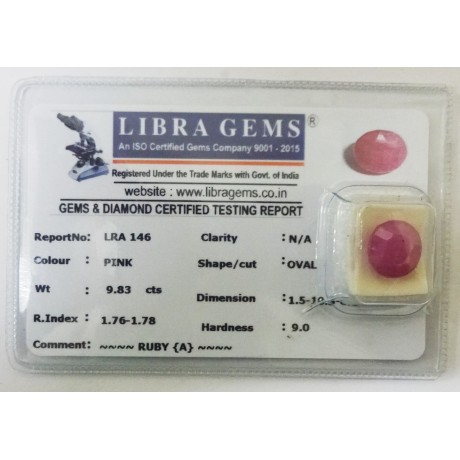 LIBRA GEMS ®
An ISO Certified Gems Company 9001 - 2015
Registered Under the Trade Marks with Govt. of India
website : www.libragems.co.in
GEMS & DIAMOND CERTIFIED TESTING REPORT
ReportNo: LRA 146 Clarity : N/A
Colour : PINK Shape/cut : OVAL
Wt : 9.83 cts Dimension :
R.Index : 1.76-1.78 Hardness : 9.0
Comment : ~~~~ RUBY {A} ~~~~